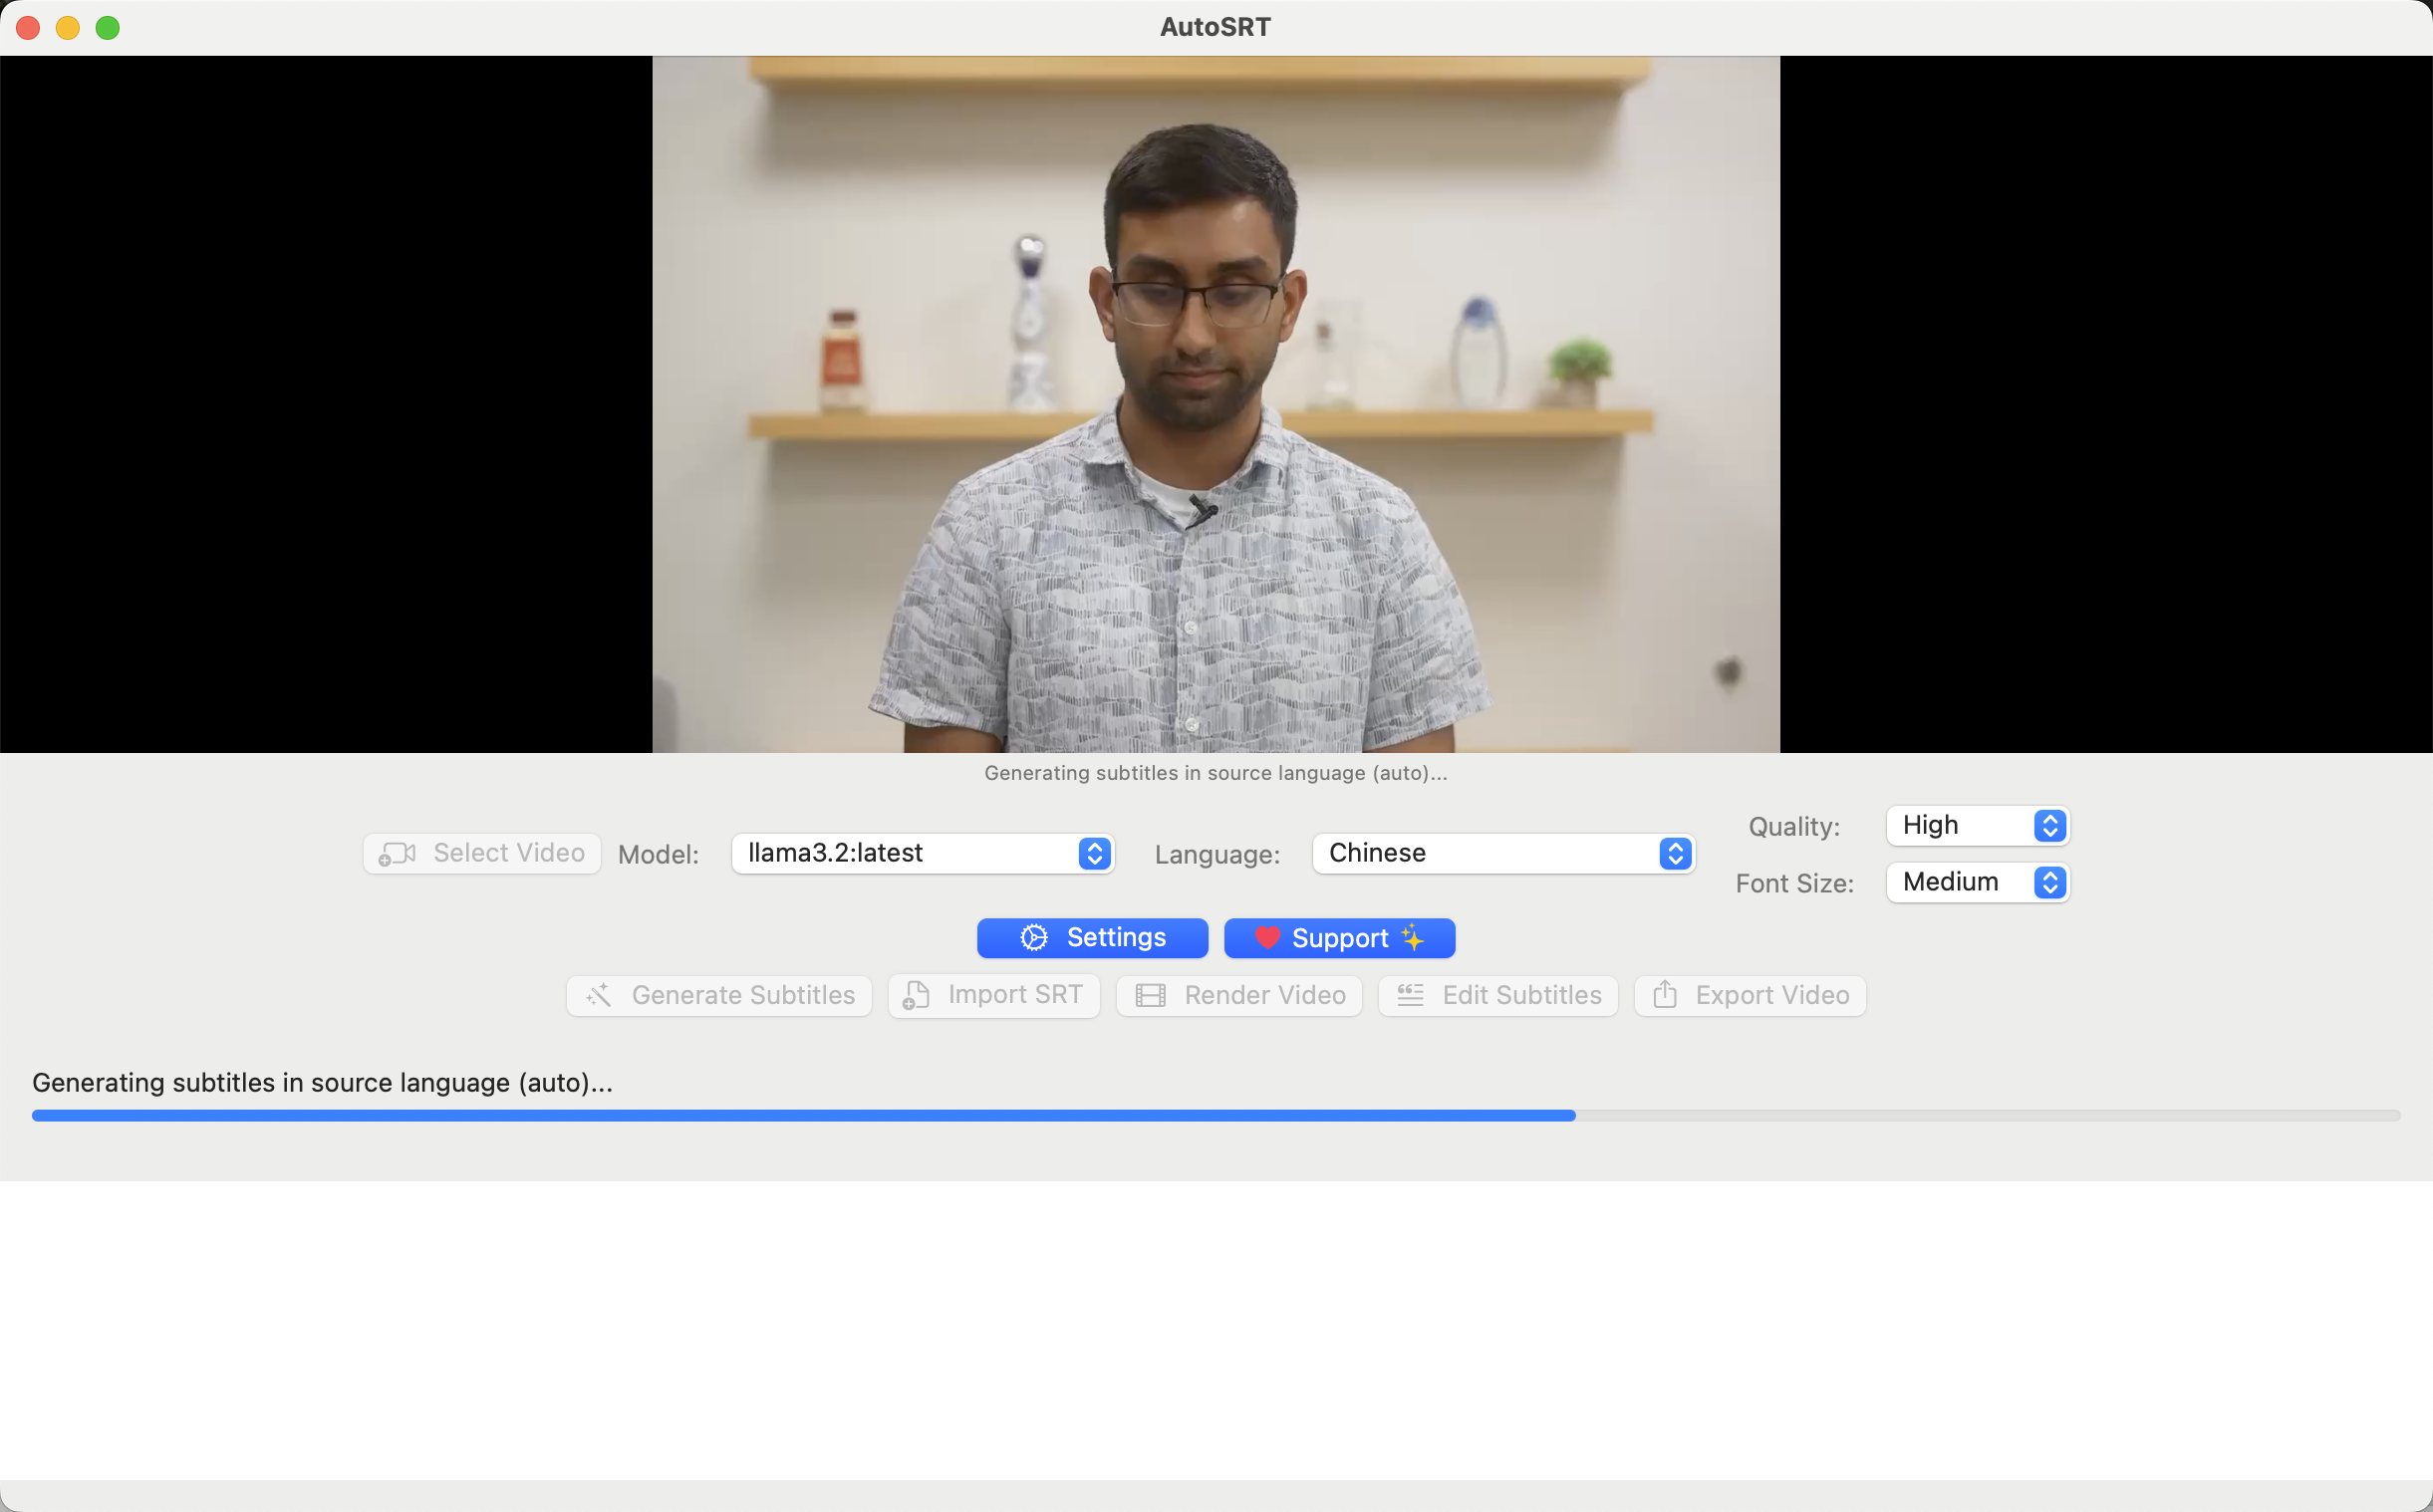 AutoSRT
Generating subtitles in source language (auto)...
Select Video Model: llama3.2:latest Language: Chinese
Quality: High
Font Size: Medium
Settings ❤️ Support ✨
Generate Subtitles Import SRT Render Video Edit Subtitles Export Video
Generating subtitles in source language (auto)...